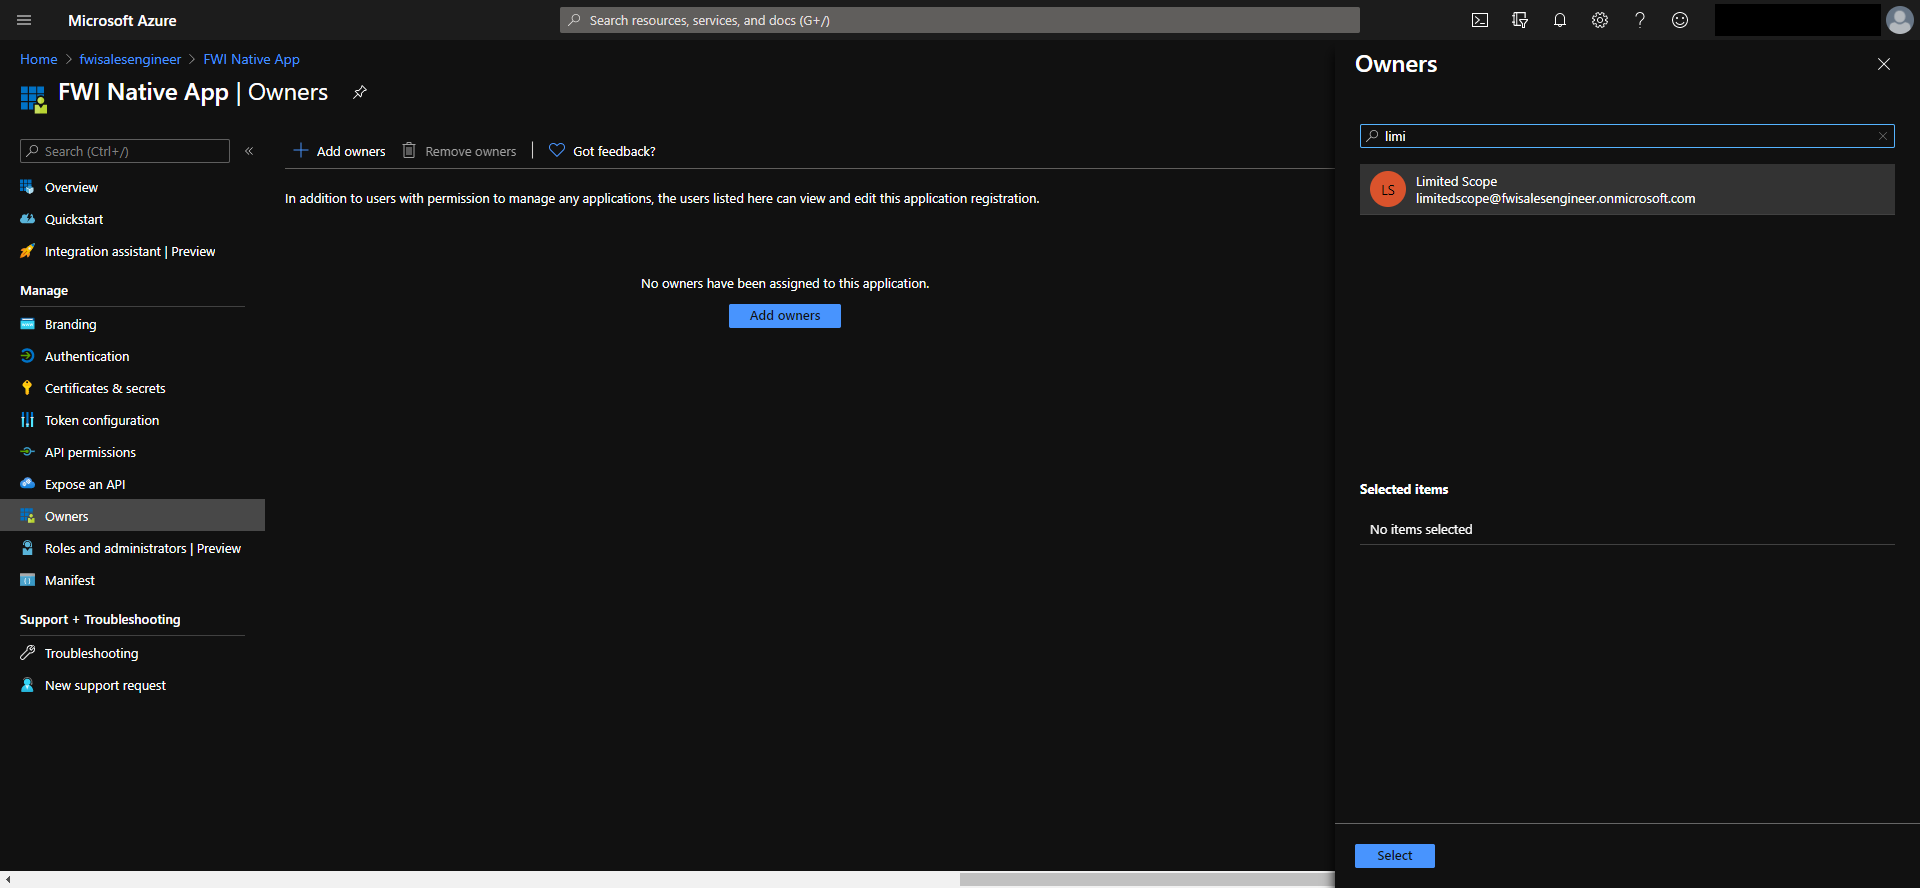 Microsoft Azure
Search resources, services, and docs (G+/)
Home > fwisalesengineer > FWI Native App
FWI Native App | Owners
Search (Ctrl+/)
«
Overview
Quickstart
Integration assistant | Preview
Manage
Branding
Authentication
Certificates & secrets
Token configuration
API permissions
Expose an API
Owners
Roles and administrators | Preview
Manifest
Support + Troubleshooting
Troubleshooting
New support request
Add owners
Remove owners
Got feedback?
In addition to users with permission to manage any applications, the users listed here can view and edit this application registration.
No owners have been assigned to this application.
Add owners
Owners
limi
LS
Limited Scope
limitedscope@fwisalesengineer.onmicrosoft.com
Selected items
No items selected
Select